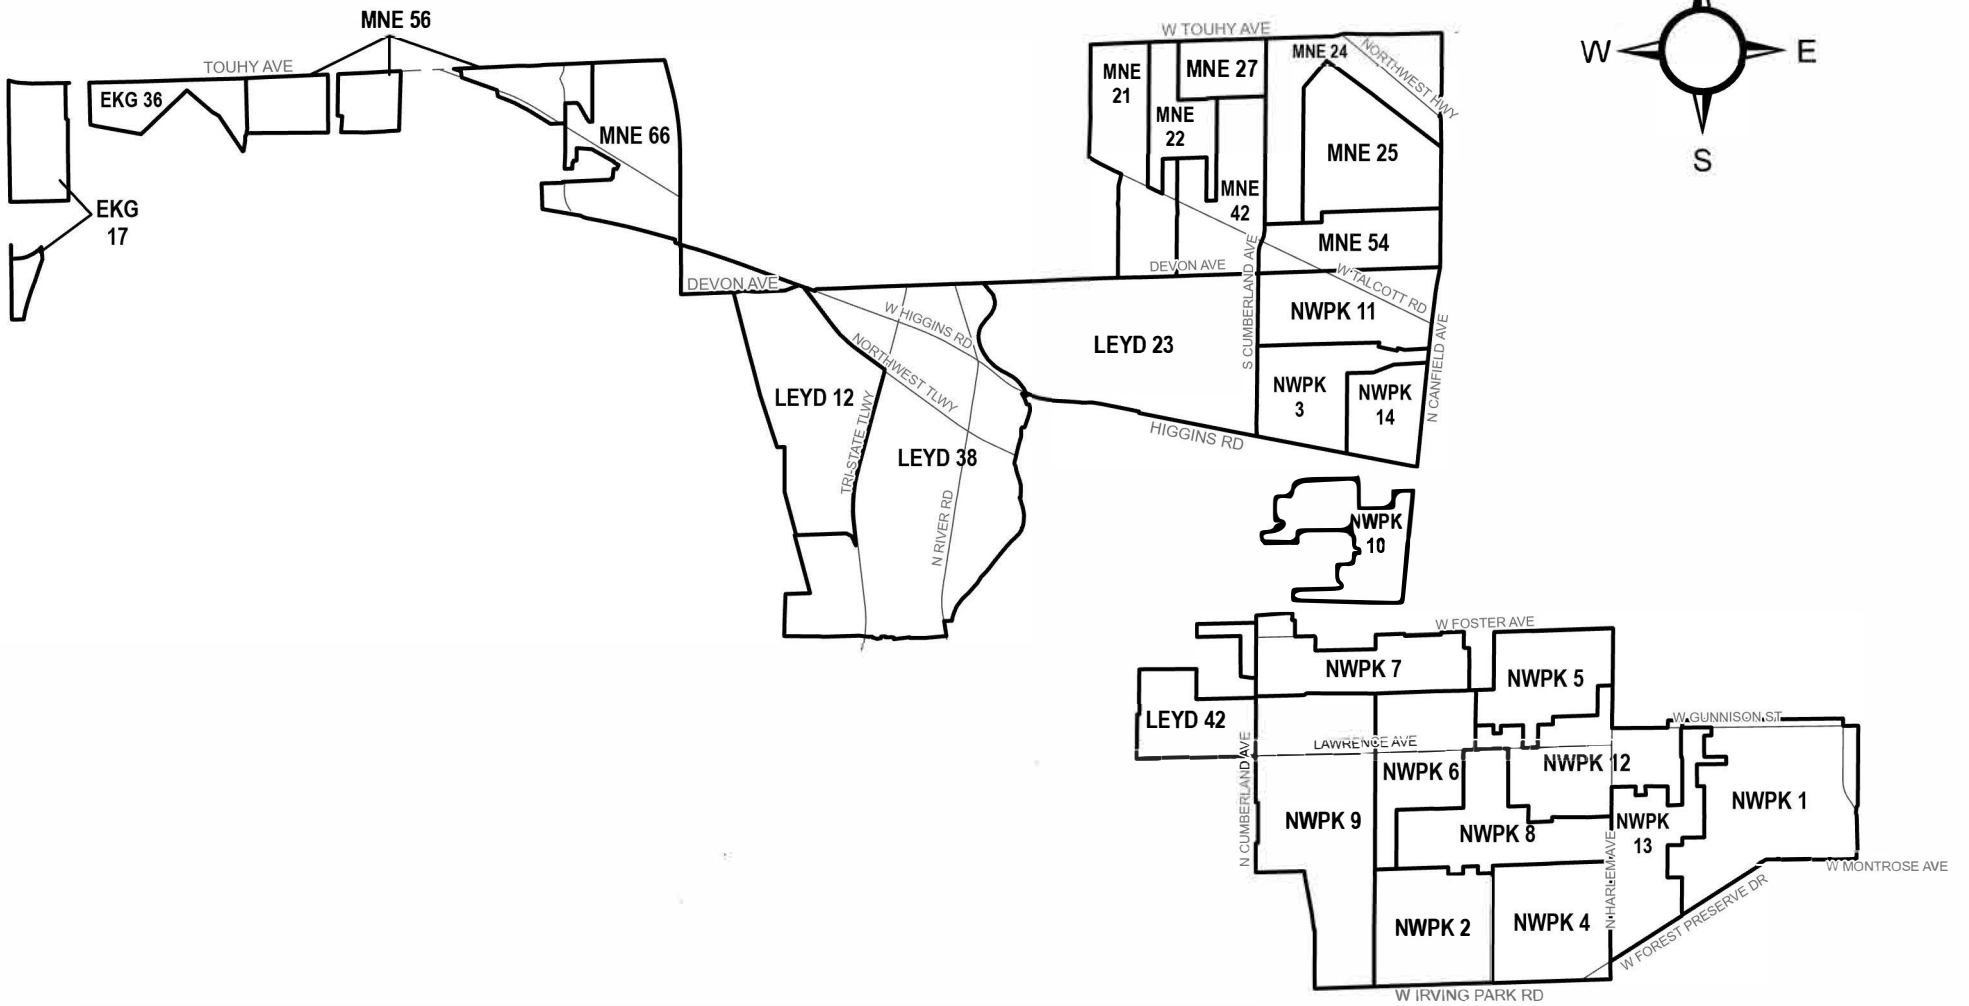 MNE 56
W TOUHY AVE
TOUHY AVE
MNE 24
NORTHWEST HWY
W
E
S
MNE
21
MNE 27
EKG 36
MNE
22
MNE 66
MNE 25
MNE
42
EKG
17
MNE 54
DEVON AVE
DEVON AVE
S CUMBERLAND AVE
W TALCOTT RD
W HIGGINS RD
NWPK 11
LEYD 23
NORTHWEST TLWY
N CANFIELD AVE
LEYD 12
NWPK
3
NWPK
14
TRI-STATE TLWY
HIGGINS RD
LEYD 38
N RIVER RD
NWPK
10
W FOSTER AVE
NWPK 7
NWPK 5
LEYD 42
W GUNNISON ST
LAWRENCE AVE
N CUMBERLAND AVE
NWPK 6
NWPK 12
NWPK 1
NWPK 9
NWPK 8
NWPK
13
N HARLEM AVE
W MONTROSE AVE
W FOREST PRESERVE DR
NWPK 2
NWPK 4
W IRVING PARK RD